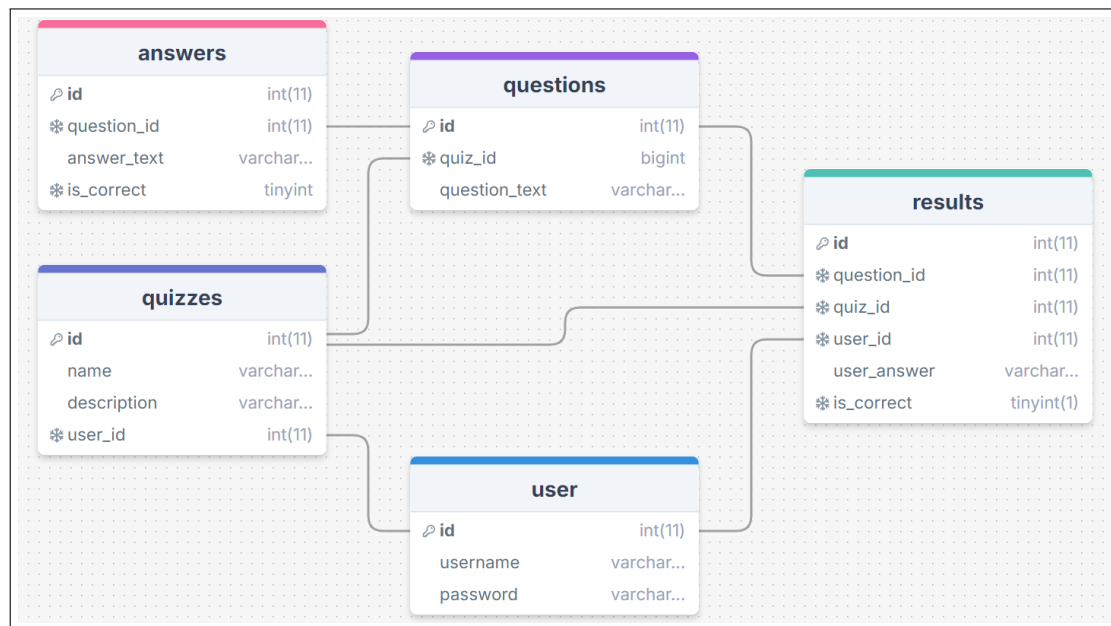 answers
id int(11)
question_id int(11)
answer_text varchar...
is_correct tinyint
questions
id int(11)
quiz_id bigint
question_text varchar...
results
id int(11)
question_id int(11)
quiz_id int(11)
user_id int(11)
user_answer varchar...
is_correct tinyint(1)
quizzes
id int(11)
name varchar...
description varchar...
user_id int(11)
user
id int(11)
username varchar...
password varchar...